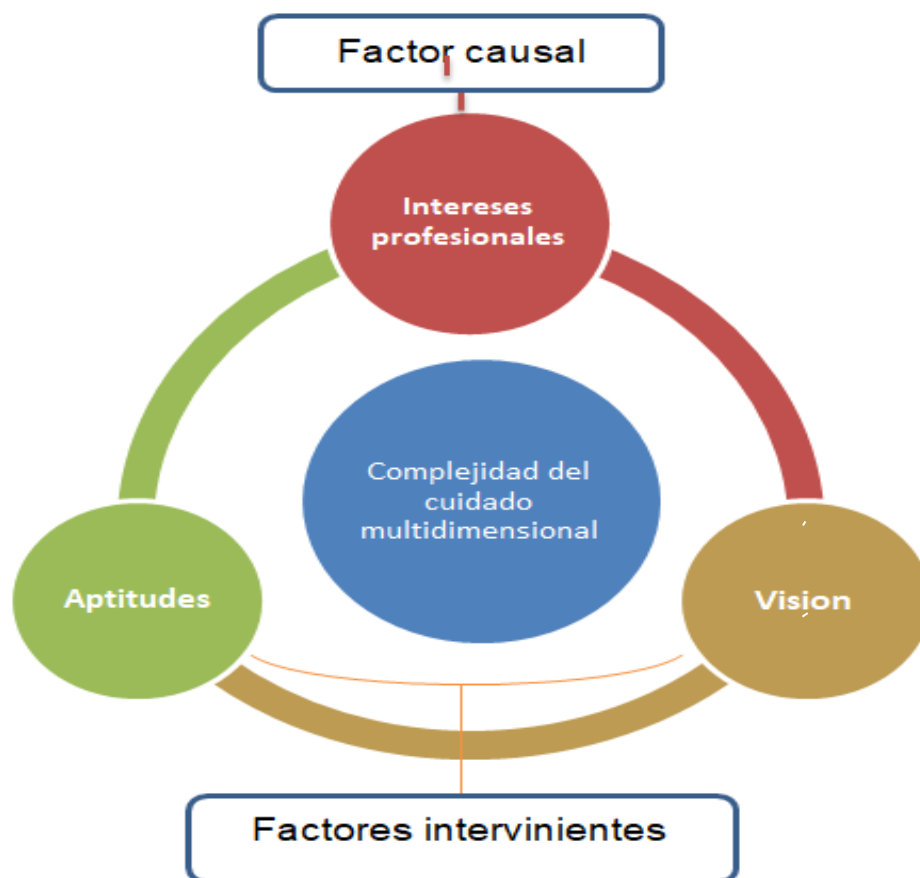 Factor causal
Intereses
profesionales
Complejidad del
cuidado
multidimensional
Aptitudes
Vision
Factores intervinientes